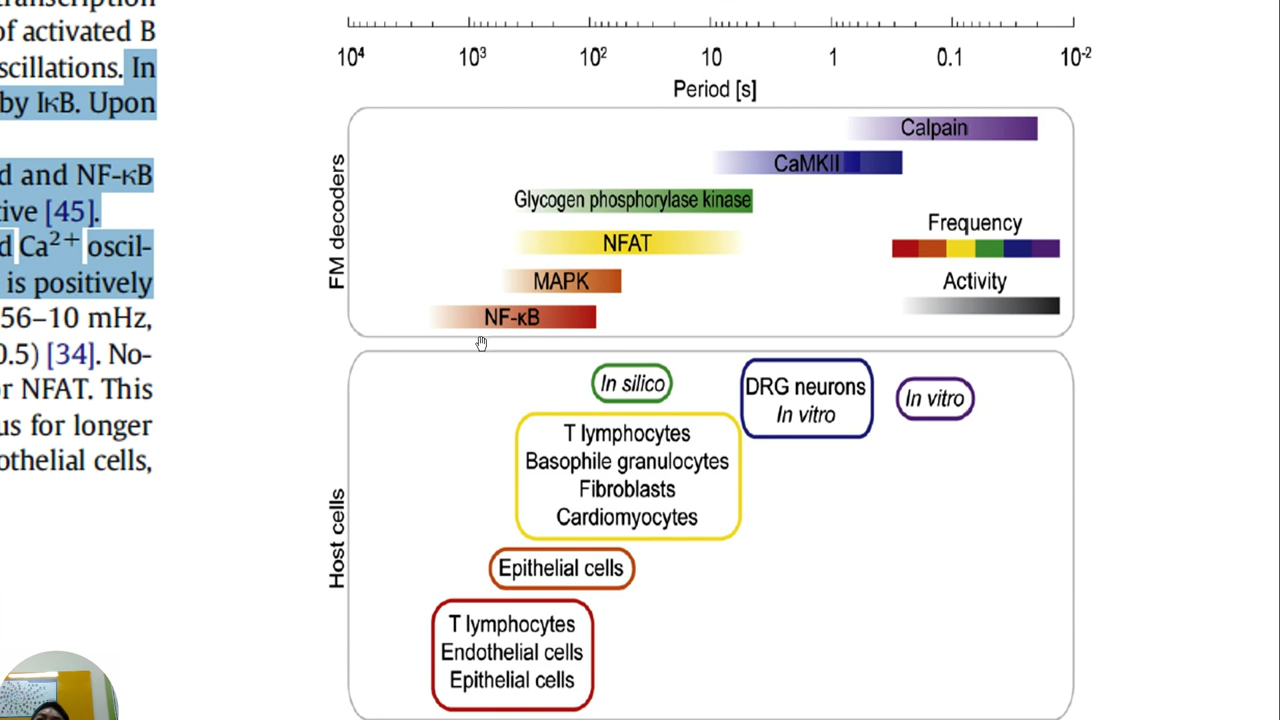 transcription
of activated B
scillations. In
by IκB. Upon
d and NF-κB
tive [45].
d Ca²⁺ oscil-
is positively
56–10 mHz,
0.5) [34]. No-
or NFAT. This
us for longer
othelial cells,
10⁴ 10³ 10² 10 1 0.1 10⁻²
Period [s]
FM decoders
Calpain
CaMKII
Glycogen phosphorylase kinase
NFAT
MAPK
NF-κB
Frequency
Activity
Host cells
In silico
DRG neurons
In vitro
In vitro
T lymphocytes
Basophile granulocytes
Fibroblasts
Cardiomyocytes
Epithelial cells
T lymphocytes
Endothelial cells
Epithelial cells